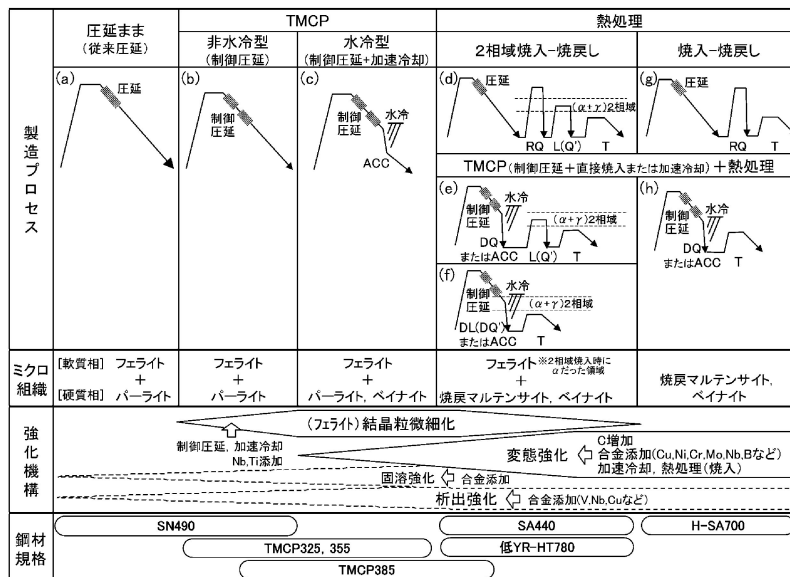 圧延まま
(従来圧延)
TMCP
非水冷型
(制御圧延)
水冷型
(制御圧延+加速冷却)
熱処理
2相域焼入-焼戻し
焼入-焼戻し
製造プロセス
(a)
圧延
(b)
制御
圧延
(c)
制御
圧延
水冷
ACC
(d)
圧延
(α+γ)2相域
RQ L(Q') T
(g)
圧延
RQ T
TMCP(制御圧延+直接焼入または加速冷却)+熱処理
(e)
制御
圧延
水冷
(α+γ)2相域
DQ
またはACC L(Q') T
(f)
制御
圧延
水冷
(α+γ)2相域
DL(DQ')
またはACC T
(h)
制御
圧延
水冷
DQ
またはACC T
ミクロ
組織
[軟質相] フェライト
+
[硬質相] パーライト
フェライト
+
パーライト
フェライト
+
パーライト, ベイナイト
フェライト ※2相域焼入時に
αだった領域
+
焼戻マルテンサイト, ベイナイト
焼戻マルテンサイト,
ベイナイト
強化機構
(フェライト)結晶粒微細化
制御圧延, 加速冷却
Nb,Ti添加
変態強化
C増加
合金添加(Cu,Ni,Cr,Mo,Nb,Bなど)
加速冷却, 熱処理(焼入)
固溶強化
合金添加
析出強化
合金添加(V,Nb,Cuなど)
鋼材
規格
SN490
SA440
H-SA700
TMCP325, 355
低YR-HT780
TMCP385